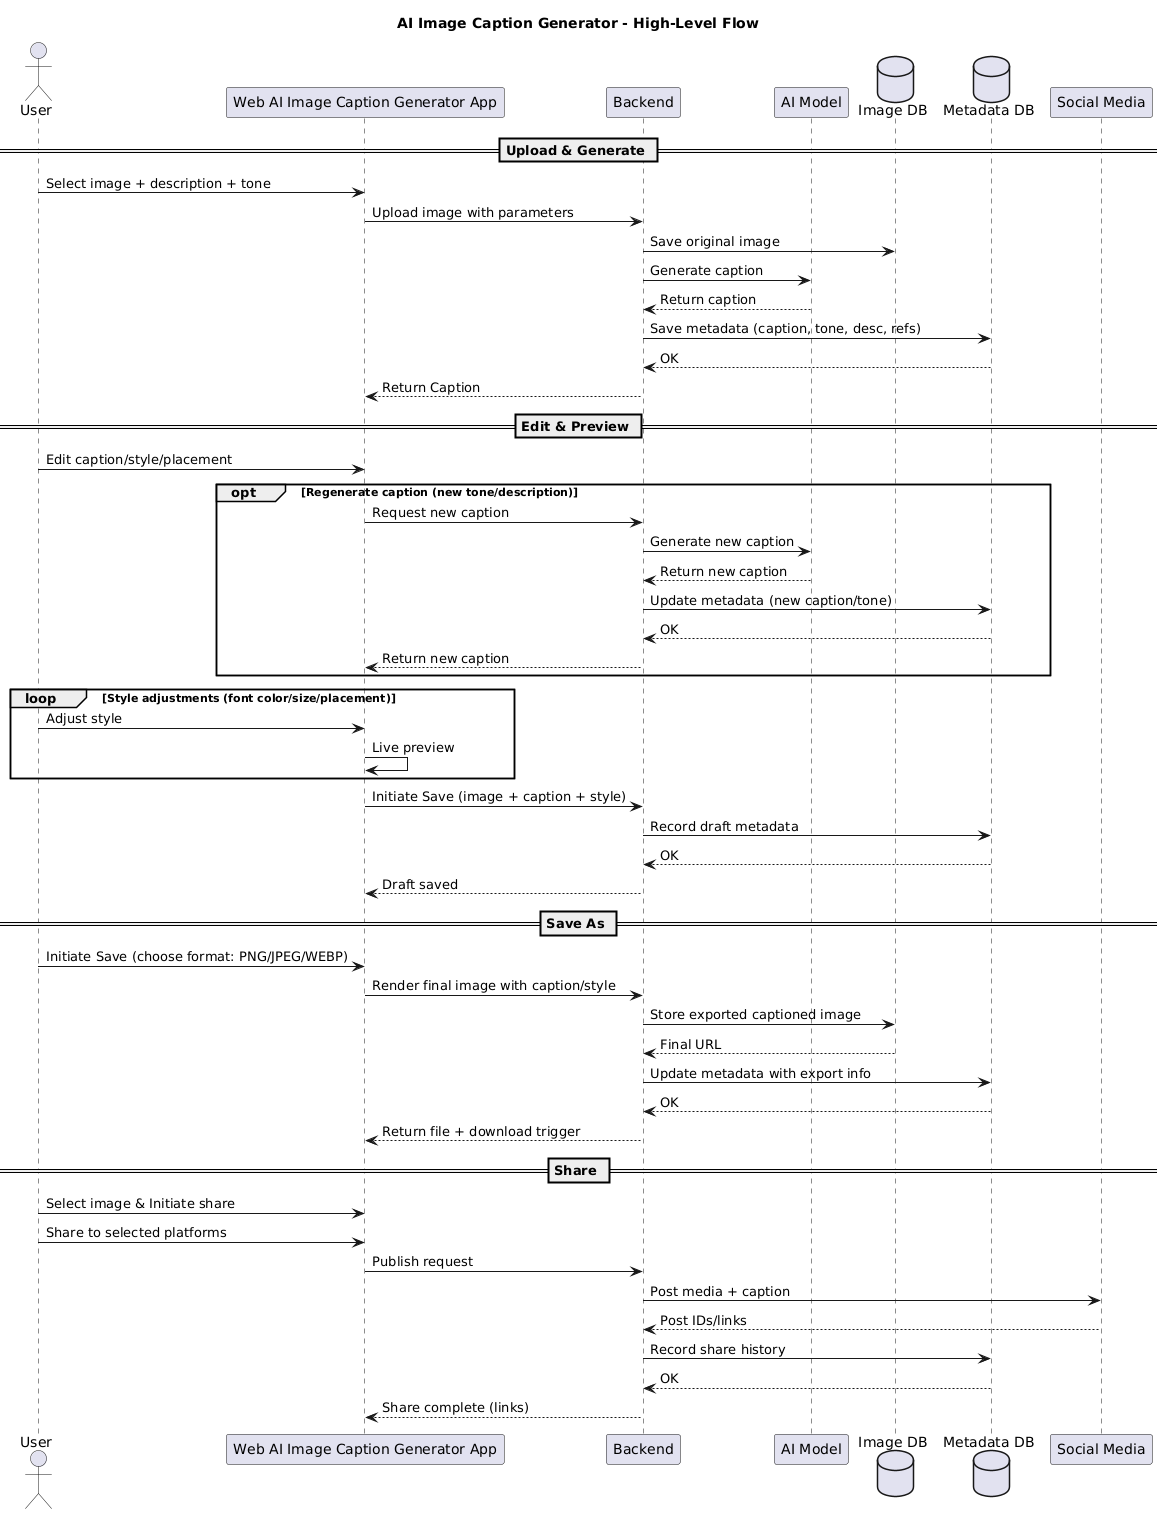 AI Image Caption Generator - High-Level Flow
User
Web AI Image Caption Generator App
Backend
AI Model
Image DB
Metadata DB
Social Media
Upload & Generate
Select image + description + tone
Upload image with parameters
Save original image
Generate caption
Return caption
Save metadata (caption, tone, desc, refs)
OK
Return Caption
Edit & Preview
Edit caption/style/placement
opt
[Regenerate caption (new tone/description)]
Request new caption
Generate new caption
Return new caption
Update metadata (new caption/tone)
OK
Return new caption
loop
[Style adjustments (font color/size/placement)]
Adjust style
Live preview
Initiate Save (image + caption + style)
Record draft metadata
OK
Draft saved
Save As
Initiate Save (choose format: PNG/JPEG/WEBP)
Render final image with caption/style
Store exported captioned image
Final URL
Update metadata with export info
OK
Return file + download trigger
Share
Select image & Initiate share
Share to selected platforms
Publish request
Post media + caption
Post IDs/links
Record share history
OK
Share complete (links)
User
Web AI Image Caption Generator App
Backend
AI Model
Image DB
Metadata DB
Social Media